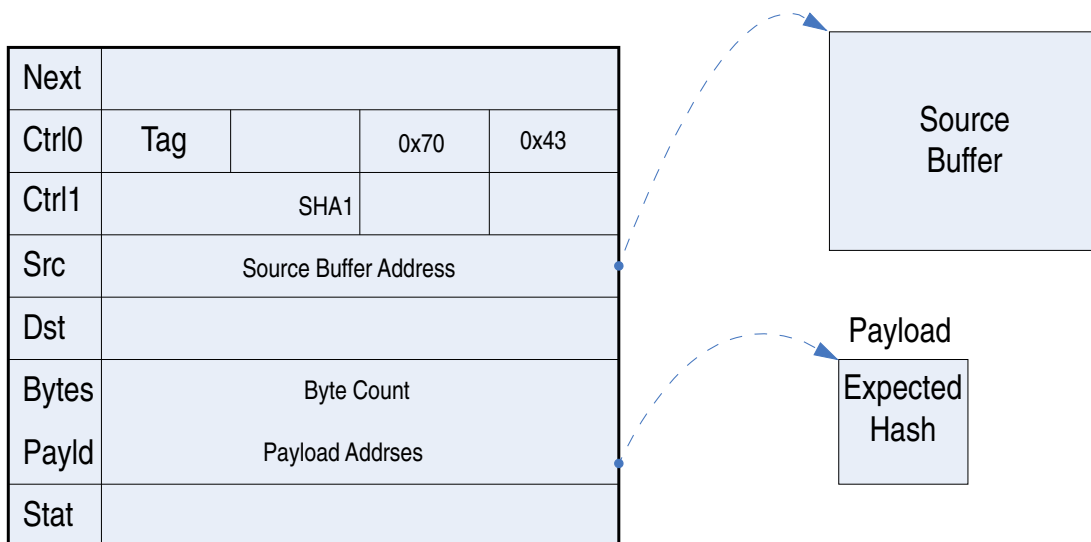 Next
Ctrl0 Tag 0x70 0x43
Ctrl1 SHA1
Src Source Buffer Address
Dst
Bytes Byte Count
Payld Payload Addrses
Stat
Source
Buffer
Payload
Expected
Hash